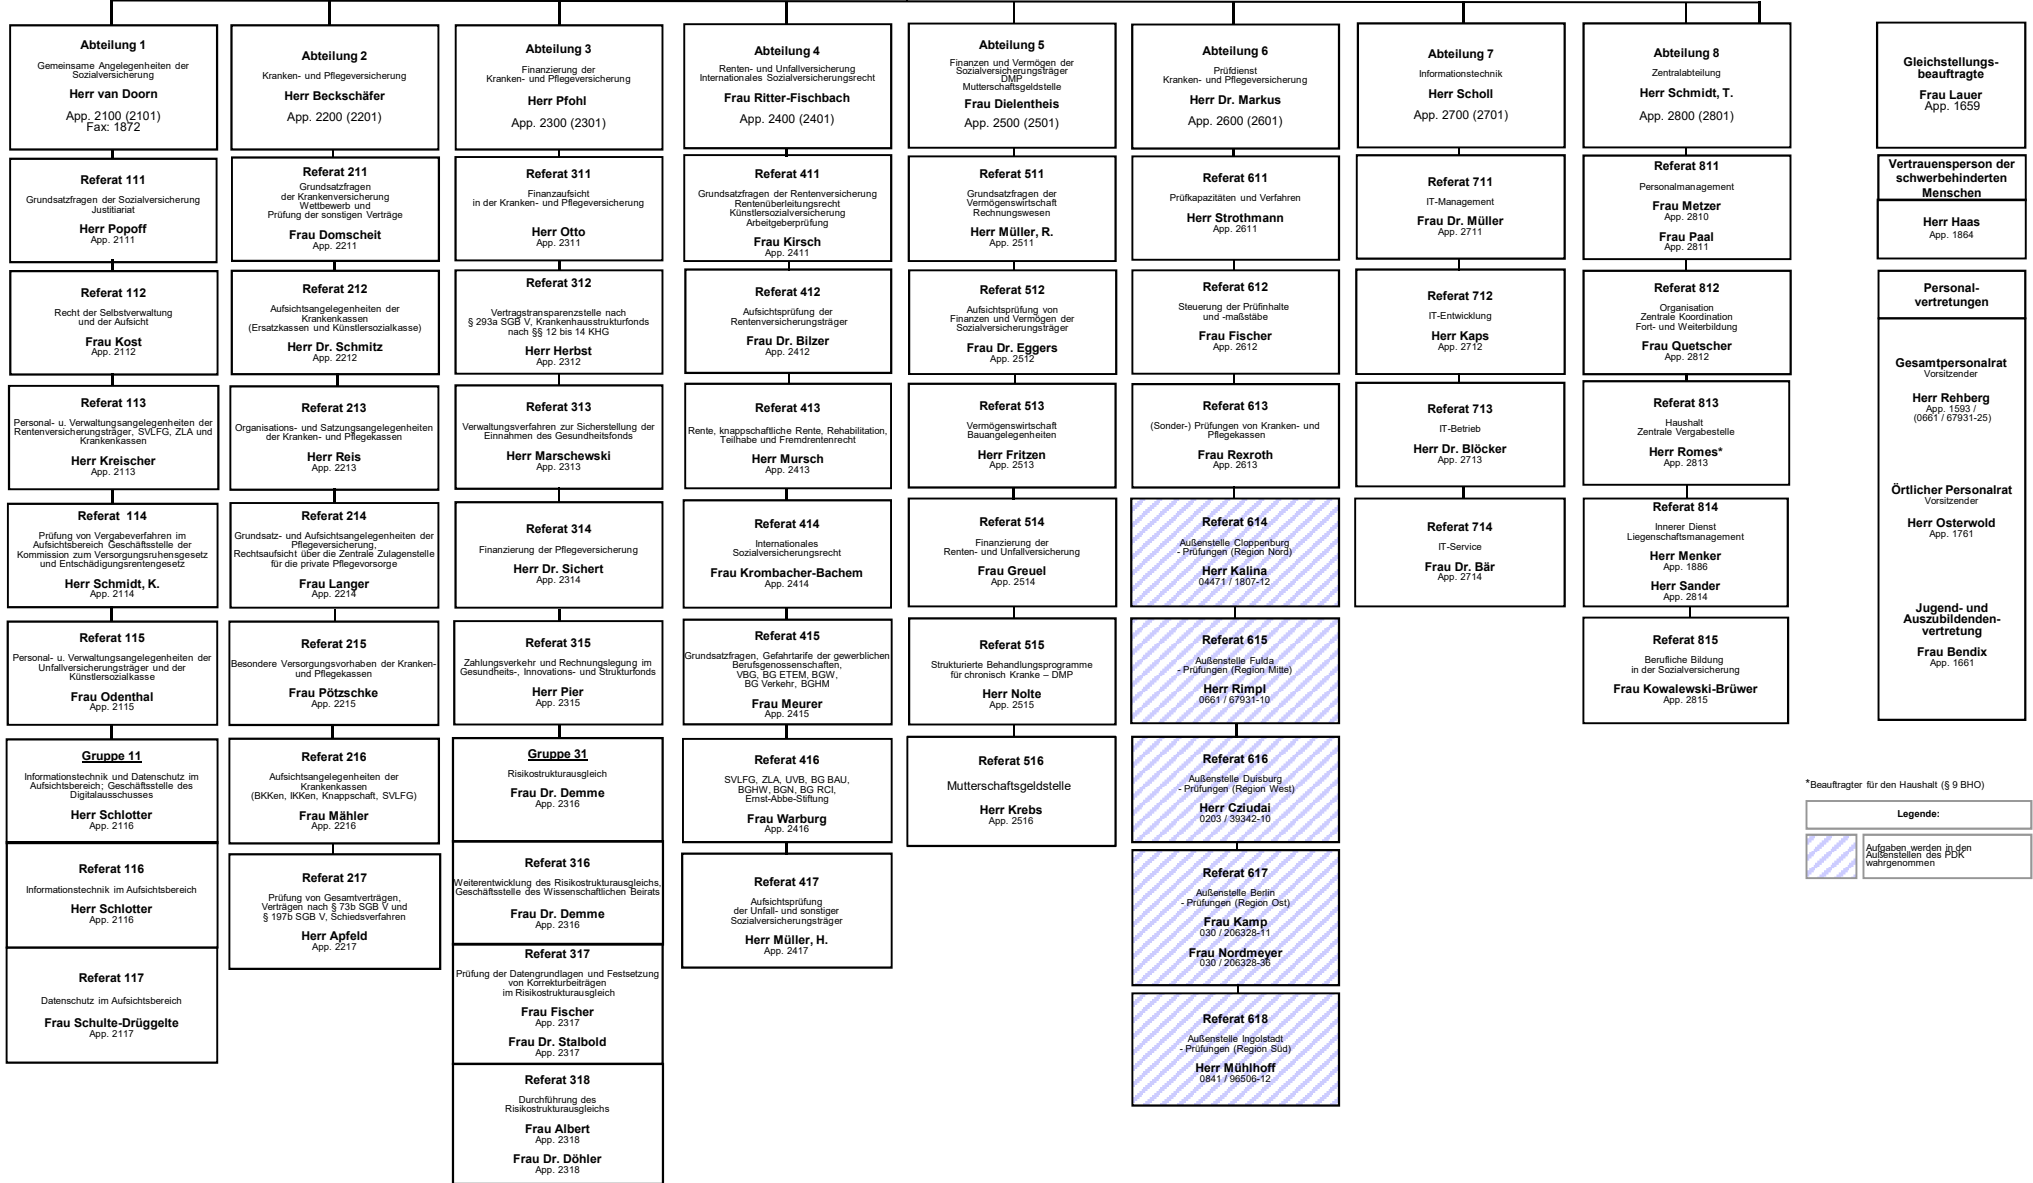 Abteilung 1
Gemeinsame Angelegenheiten der
Sozialversicherung
Herr van Doorn
App. 2100 (2101)
Fax: 1872
Referat 111
Grundsatzfragen der Sozialversicherung
Justitiariat
Herr Popoff
App. 2111
Referat 112
Recht der Selbstverwaltung
und der Aufsicht
Frau Kost
App. 2112
Referat 113
Personal- u. Verwaltungsangelegenheiten der
Rentenversicherungsträger, SVLFG, ZLA und
Krankenkassen
Herr Kreischer
App. 2113
Referat 114
Prüfung von Vergabeverfahren im
Aufsichtsbereich Geschäftsstelle der
Kommission zum Versorgungsruhensgesetz
und Entschädigungsrentengesetz
Herr Schmidt, K.
App. 2114
Referat 115
Personal- u. Verwaltungsangelegenheiten der
Unfallversicherungsträger und der
Künstlersozialkasse
Frau Odenthal
App. 2115
Gruppe 11
Informationstechnik und Datenschutz im
Aufsichtsbereich; Geschäftsstelle des
Digitalausschusses
Herr Schlotter
App. 2116
Referat 116
Informationstechnik im Aufsichtsbereich
Herr Schlotter
App. 2116
Referat 117
Datenschutz im Aufsichtsbereich
Frau Schulte-Drüggelte
App. 2117
Abteilung 2
Kranken- und Pflegeversicherung
Herr Beckschäfer
App. 2200 (2201)
Referat 211
Grundsatzfragen
der Krankenversicherung
Wettbewerb und
Prüfung der sonstigen Verträge
Frau Domscheit
App. 2211
Referat 212
Aufsichtsangelegenheiten der
Krankenkassen
(Ersatzkassen und Künstlersozialkasse)
Herr Dr. Schmitz
App. 2212
Referat 213
Organisations- und Satzungsangelegenheiten
der Kranken- und Pflegekassen
Herr Reis
App. 2213
Referat 214
Grundsatz- und Aufsichtsangelegenheiten der
Pflegeversicherung,
Rechtsaufsicht über die Zentrale Zulagenstelle
für die private Pflegevorsorge
Frau Langer
App. 2214
Referat 215
Besondere Versorgungsvorhaben der Kranken-
und Pflegekassen
Frau Pötzschke
App. 2215
Referat 216
Aufsichtsangelegenheiten der
Krankenkassen
(BKKen, IKKen, Knappschaft, SVLFG)
Frau Mähler
App. 2216
Referat 217
Prüfung von Gesamtverträgen,
Verträgen nach § 73b SGB V und
§ 197b SGB V, Schiedsverfahren
Herr Apfeld
App. 2217
Abteilung 3
Finanzierung der
Kranken- und Pflegeversicherung
Herr Pfohl
App. 2300 (2301)
Referat 311
Finanzaufsicht
in der Kranken- und Pflegeversicherung
Herr Otto
App. 2311
Referat 312
Vertragstransparenzstelle nach
§ 293a SGB V, Krankenhausstrukturfonds
nach §§ 12 bis 14 KHG
Herr Herbst
App. 2312
Referat 313
Verwaltungsverfahren zur Sicherstellung der
Einnahmen des Gesundheitsfonds
Herr Marschewski
App. 2313
Referat 314
Finanzierung der Pflegeversicherung
Herr Dr. Sichert
App. 2314
Referat 315
Zahlungsverkehr und Rechnungslegung im
Gesundheits-, Innovations- und Strukturfonds
Herr Pier
App. 2315
Gruppe 31
Risikostrukturausgleich
Frau Dr. Demme
App. 2316
Referat 316
Weiterentwicklung des Risikostrukturausgleichs,
Geschäftsstelle des Wissenschaftlichen Beirats
Frau Dr. Demme
App. 2316
Referat 317
Prüfung der Datengrundlagen und Festsetzung
von Korrekturbeiträgen
im Risikostrukturausgleich
Frau Fischer
App. 2317
Frau Dr. Stalbold
App. 2317
Referat 318
Durchführung des
Risikostrukturausgleichs
Frau Albert
App. 2318
Frau Dr. Döhler
App. 2318
Abteilung 4
Renten- und Unfallversicherung
Internationales Sozialversicherungsrecht
Frau Ritter-Fischbach
App. 2400 (2401)
Referat 411
Grundsatzfragen der Rentenversicherung
Rentenüberleitungsrecht
Künstlersozialversicherung
Arbeitgeberprüfung
Frau Kirsch
App. 2411
Referat 412
Aufsichtsprüfung der
Rentenversicherungsträger
Frau Dr. Bilzer
App. 2412
Referat 413
Rente, knappschaftliche Rente, Rehabilitation,
Teilhabe und Fremdrentenrecht
Herr Mursch
App. 2413
Referat 414
Internationales
Sozialversicherungsrecht
Frau Krombacher-Bachem
App. 2414
Referat 415
Grundsatzfragen, Gefahrtarife der gewerblichen
Berufsgenossenschaften,
VBG, BG ETEM, BGW,
BG Verkehr, BGHM
Frau Meurer
App. 2415
Referat 416
SVLFG, ZLA, UVB, BG BAU,
BGHW, BGN, BG RCI,
Ernst-Abbe-Stiftung
Frau Warburg
App. 2416
Referat 417
Aufsichtsprüfung
der Unfall- und sonstiger
Sozialversicherungsträger
Herr Müller, H.
App. 2417
Abteilung 5
Finanzen und Vermögen der
Sozialversicherungsträger
DMP
Mutterschaftsgeldstelle
Frau Dielentheis
App. 2500 (2501)
Referat 511
Grundsatzfragen der
Vermögenswirtschaft
Rechnungswesen
Herr Müller, R.
App. 2511
Referat 512
Aufsichtsprüfung von
Finanzen und Vermögen der
Sozialversicherungsträger
Frau Dr. Eggers
App. 2512
Referat 513
Vermögenswirtschaft
Bauangelegenheiten
Herr Fritzen
App. 2513
Referat 514
Finanzierung der
Renten- und Unfallversicherung
Frau Greuel
App. 2514
Referat 515
Strukturierte Behandlungsprogramme
für chronisch Kranke – DMP
Herr Nolte
App. 2515
Referat 516
Mutterschaftsgeldstelle
Herr Krebs
App. 2516
Abteilung 6
Prüfdienst
Kranken- und Pflegeversicherung
Herr Dr. Markus
App. 2600 (2601)
Referat 611
Prüfkapazitäten und Verfahren
Herr Strothmann
App. 2611
Referat 612
Steuerung der Prüfinhalte
und -maßstäbe
Frau Fischer
App. 2612
Referat 613
(Sonder-) Prüfungen von Kranken- und
Pflegekassen
Frau Rexroth
App. 2613
Referat 614
Außenstelle Cloppenburg
- Prüfungen (Region Nord)
Herr Kalina
04471 / 1807-12
Referat 615
Außenstelle Fulda
- Prüfungen (Region Mitte)
Herr Rimpl
0661 / 67931-10
Referat 616
Außenstelle Duisburg
- Prüfungen (Region West)
Herr Cziudai
0203 / 39342-10
Referat 617
Außenstelle Berlin
- Prüfungen (Region Ost)
Frau Kamp
030 / 206328-11
Frau Nordmeyer
030 / 206328-36
Referat 618
Außenstelle Ingolstadt
- Prüfungen (Region Süd)
Herr Mühlhoff
0841 / 96506-12
Abteilung 7
Informationstechnik
Herr Scholl
App. 2700 (2701)
Referat 711
IT-Management
Frau Dr. Müller
App. 2711
Referat 712
IT-Entwicklung
Herr Kaps
App. 2712
Referat 713
IT-Betrieb
Herr Dr. Blöcker
App. 2713
Referat 714
IT-Service
Frau Dr. Bär
App. 2714
Abteilung 8
Zentralabteilung
Herr Schmidt, T.
App. 2800 (2801)
Referat 811
Personalmanagement
Frau Metzer
App. 2810
Frau Paal
App. 2811
Referat 812
Organisation
Zentrale Koordination
Fort- und Weiterbildung
Frau Quetscher
App. 2812
Referat 813
Haushalt
Zentrale Vergabestelle
Herr Romes*
App. 2813
Referat 814
Innerer Dienst
Liegenschaftsmanagement
Herr Menker
App. 1886
Herr Sander
App. 2814
Referat 815
Berufliche Bildung
in der Sozialversicherung
Frau Kowalewski-Brüwer
App. 2815
Gleichstellungs-
beauftragte
Frau Lauer
App. 1659
Vertrauensperson der
schwerbehinderten
Menschen
Herr Haas
App. 1864
Personal-
vertretungen
Gesamtpersonalrat
Vorsitzender
Herr Rehberg
App. 1593 /
(0661 / 67931-25)
Örtlicher Personalrat
Vorsitzender
Herr Osterwold
App. 1761
Jugend- und
Auszubildenden-
vertretung
Frau Bendix
App. 1661
*Beauftragter für den Haushalt (§ 9 BHO)
Legende:
Aufgaben werden in den
Außenstellen des PDK
wahrgenommen